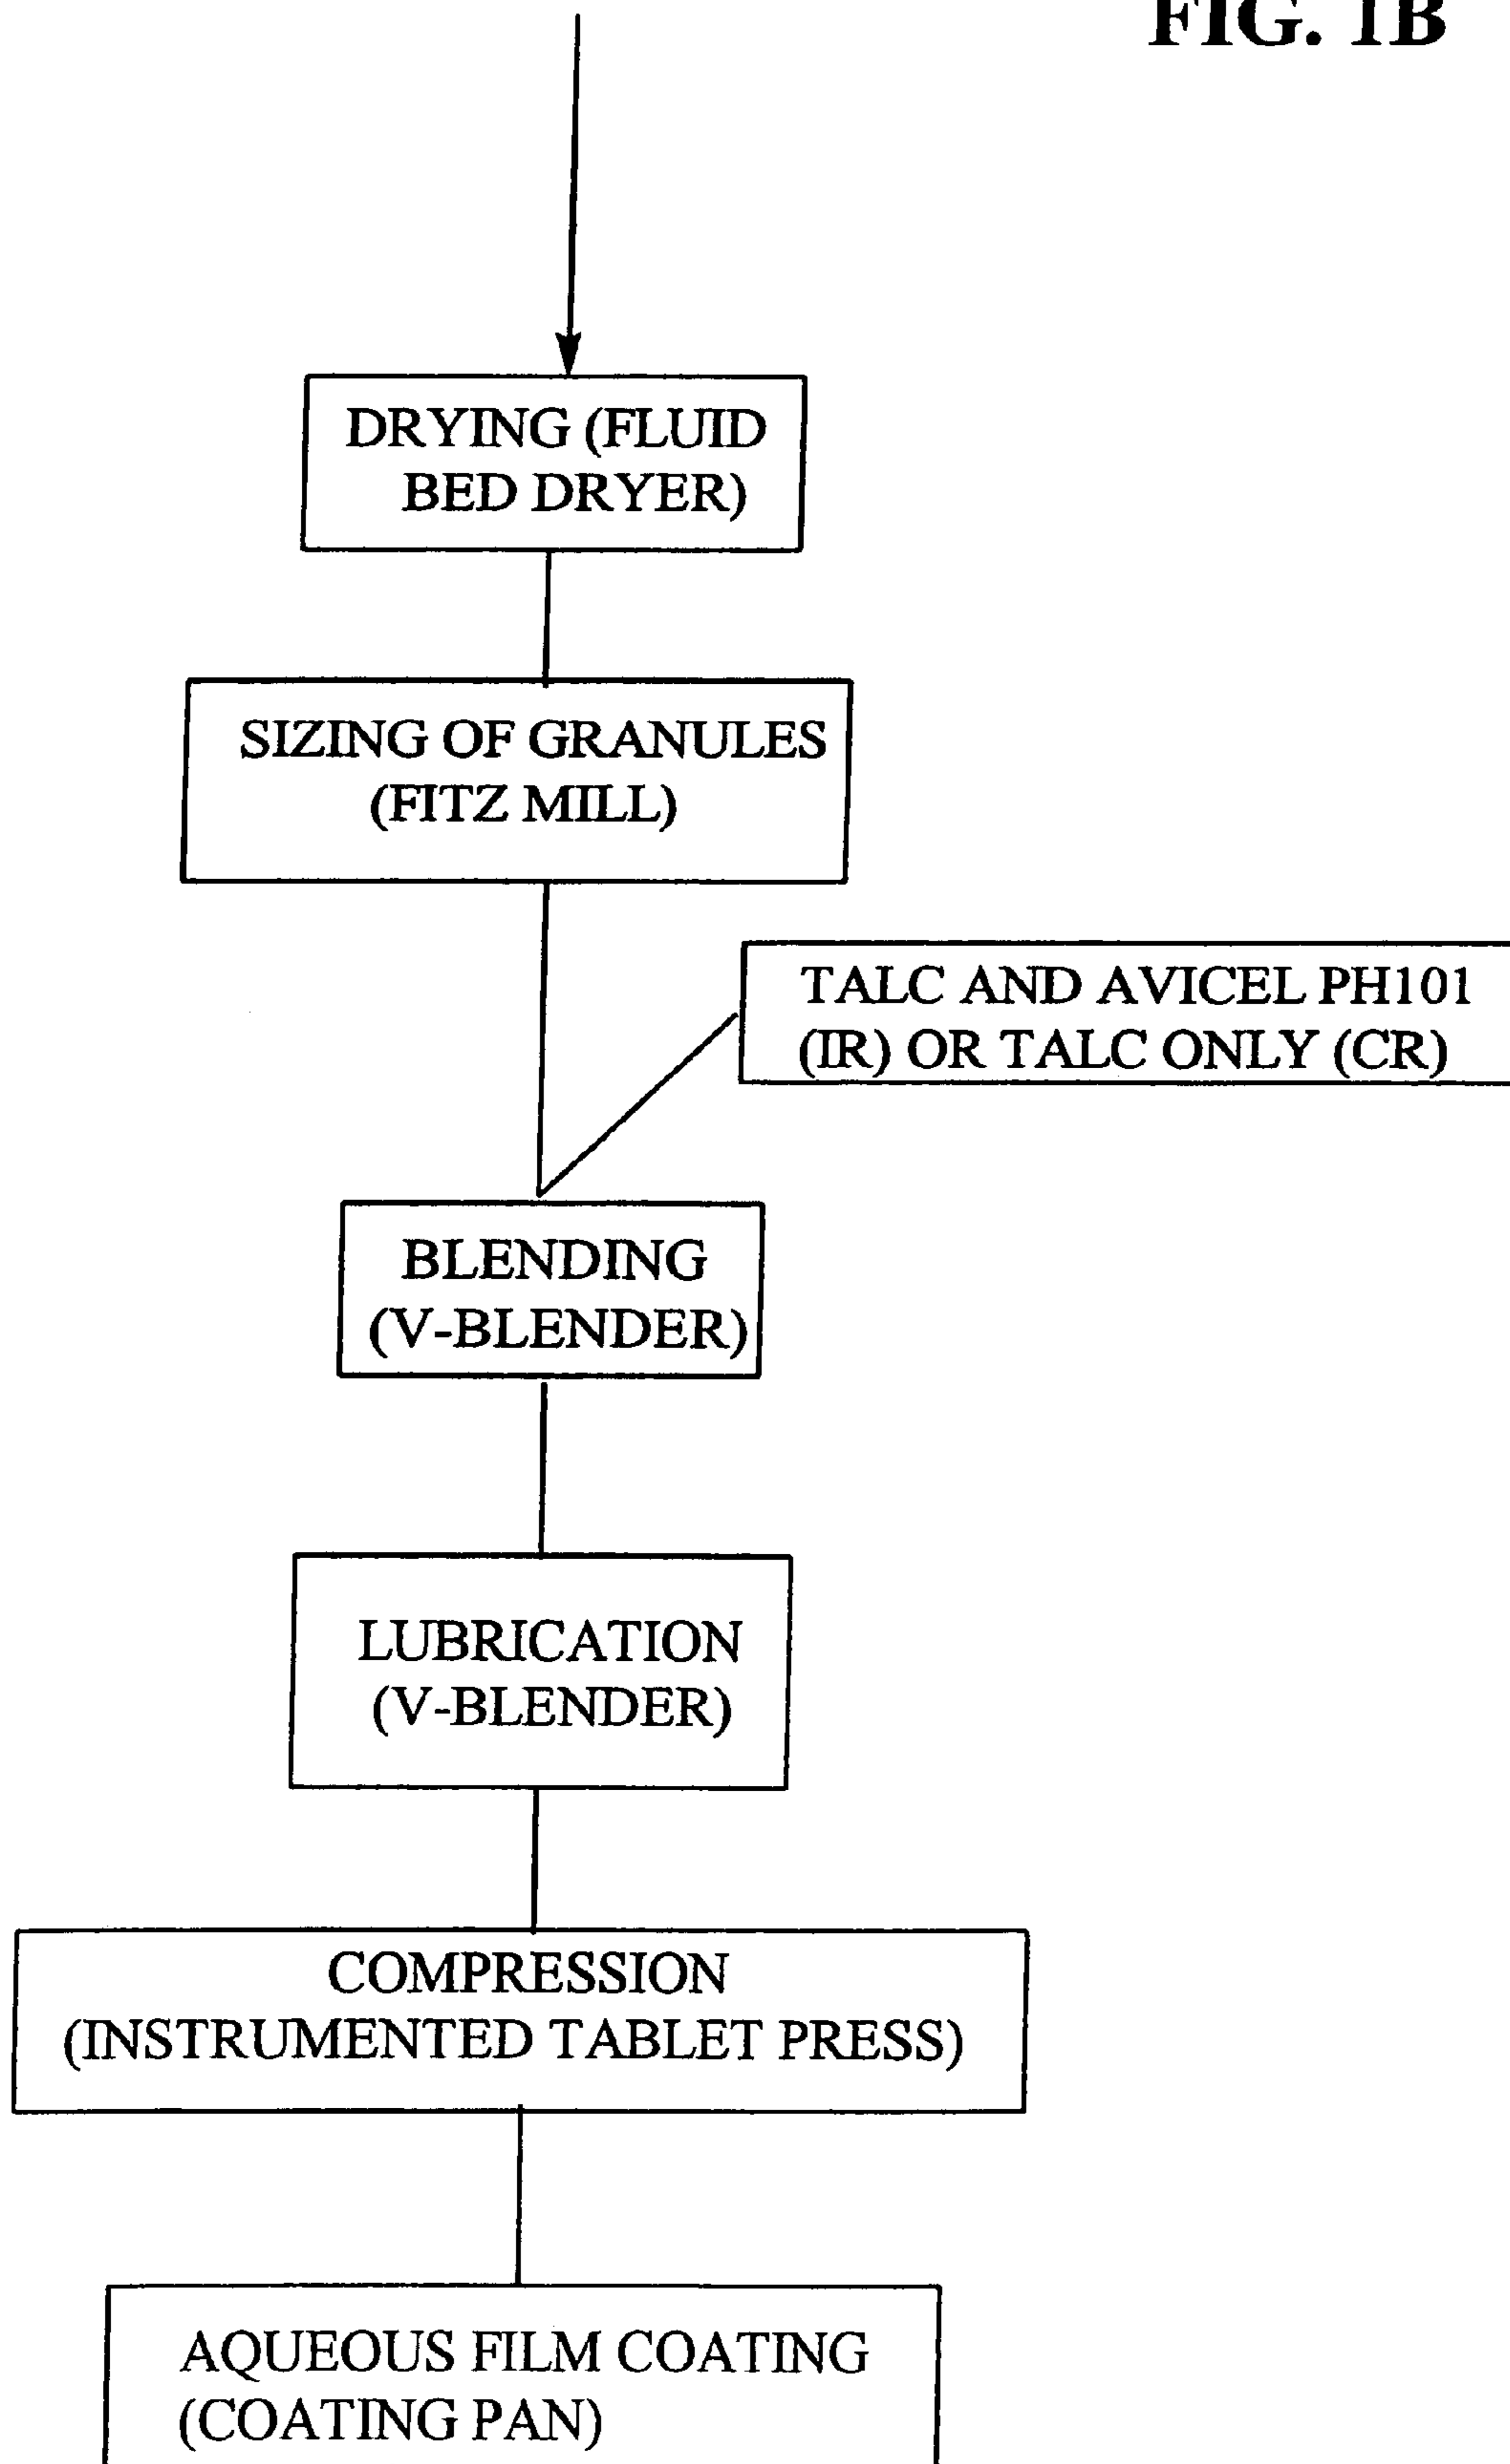 FIG. 1B
DRYING (FLUID
BED DRYER)
SIZING OF GRANULES
(FITZ MILL)
TALC AND AVICEL PH101
(IR) OR TALC ONLY (CR)
BLENDING
(V-BLENDER)
LUBRICATION
(V-BLENDER)
COMPRESSION
(INSTRUMENTED TABLET PRESS)
AQUEOUS FILM COATING
(COATING PAN)